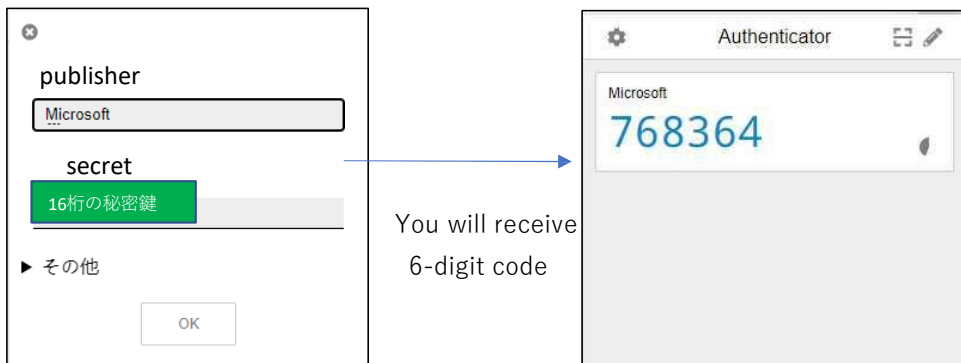 publisher
Microsoft
secret
16桁の秘密鍵
▶ その他
OK
You will receive
6-digit code
Authenticator
Microsoft
768364